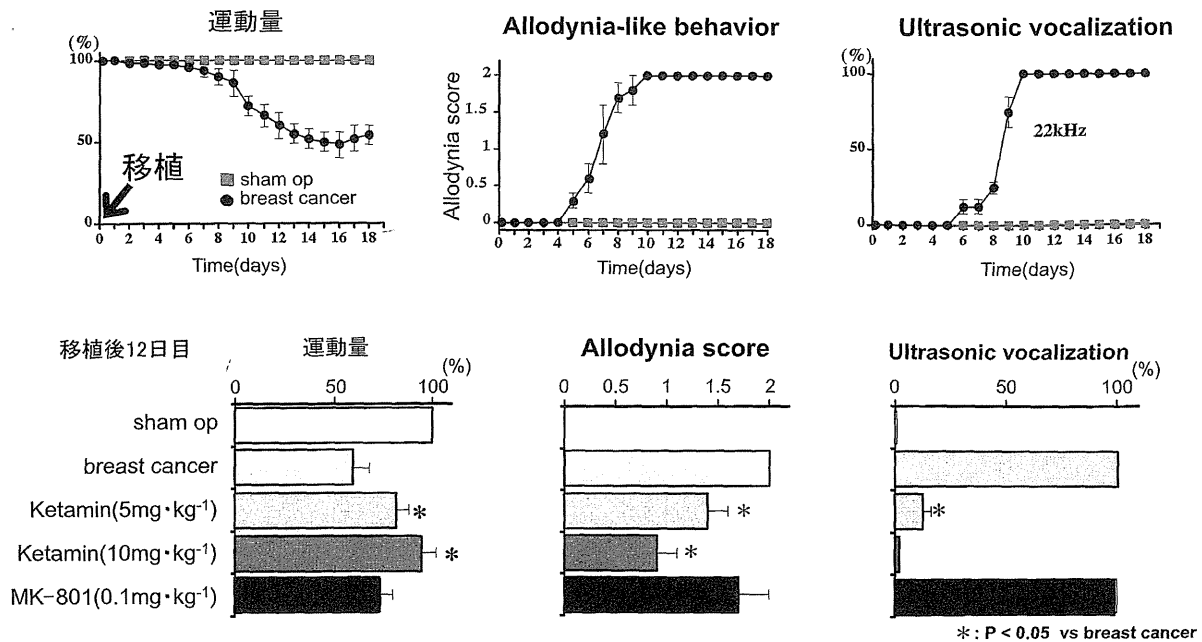 運動量
(%)
100
50
0
移植
sham op
breast cancer
0 2 4 6 8 10 12 14 16 18
Time(days)
Allodynia-like behavior
Allodynia score
2
1.5
1
0.5
0
0 2 4 6 8 10 12 14 16 18
Time(days)
Ultrasonic vocalization
(%)
100
50
0
22kHz
0 2 4 6 8 10 12 14 16 18
Time(days)
移植後12日目
運動量
(%)
0 50 100
Allodynia score
0 0.5 1 1.5 2
Ultrasonic vocalization
(%)
0 100
sham op
breast cancer
Ketamin(5mg・kg-1)
*
*
*
Ketamin(10mg・kg-1)
*
*
MK-801(0.1mg・kg-1)
*: P < 0.05 vs breast cancer